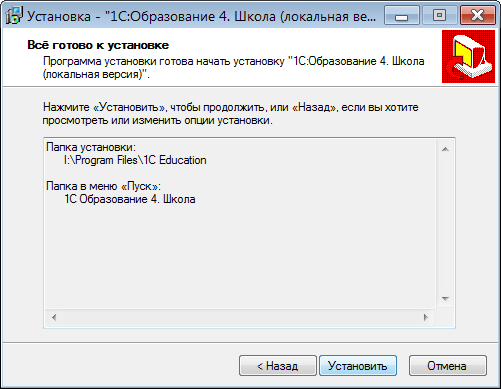 Установка - "1С:Образование 4. Школа (локальная ве...
Всё готово к установке
Программа установки готова начать установку "1С:Образование 4. Школа
(локальная версия)".
Нажмите «Установить», чтобы продолжить, или «Назад», если вы хотите
просмотреть или изменить опции установки.
Папка установки:
I:\Program Files\1C Education
Папка в меню «Пуск»:
1С Образование 4. Школа
< Назад
Установить
Отмена